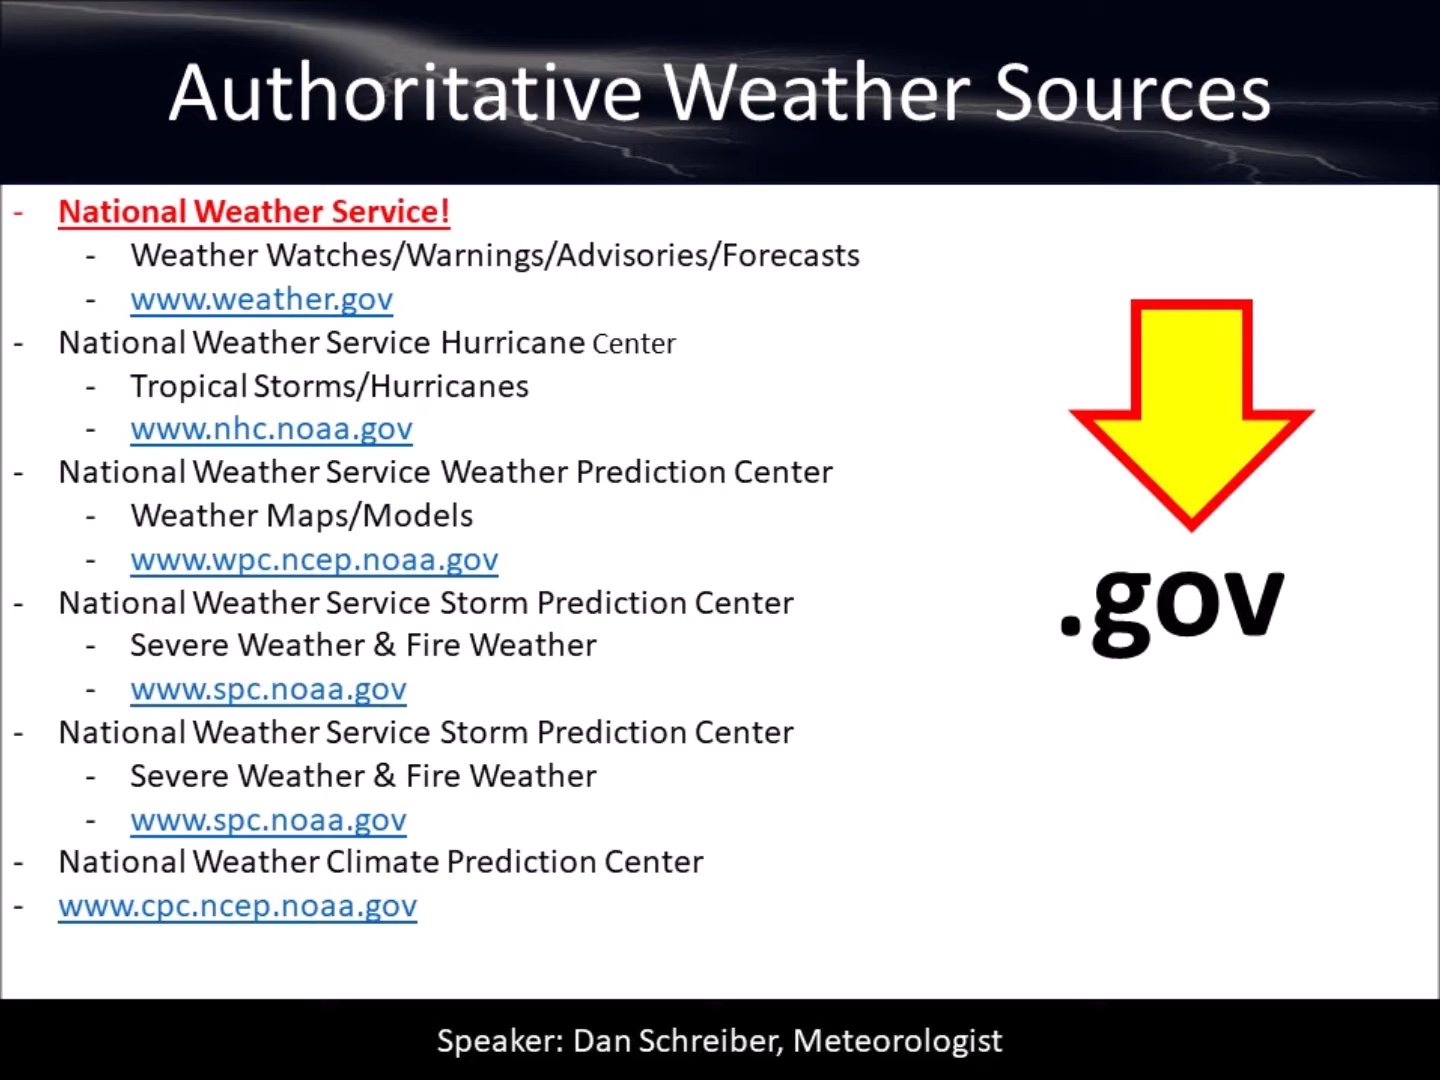 Authoritative Weather Sources
- National Weather Service!
- Weather Watches/Warnings/Advisories/Forecasts
- www.weather.gov
- National Weather Service Hurricane Center
- Tropical Storms/Hurricanes
- www.nhc.noaa.gov
- National Weather Service Weather Prediction Center
- Weather Maps/Models
- www.wpc.ncep.noaa.gov
- National Weather Service Storm Prediction Center
- Severe Weather & Fire Weather
- www.spc.noaa.gov
- National Weather Service Storm Prediction Center
- Severe Weather & Fire Weather
- www.spc.noaa.gov
- National Weather Climate Prediction Center
- www.cpc.ncep.noaa.gov
.gov
Speaker: Dan Schreiber, Meteorologist